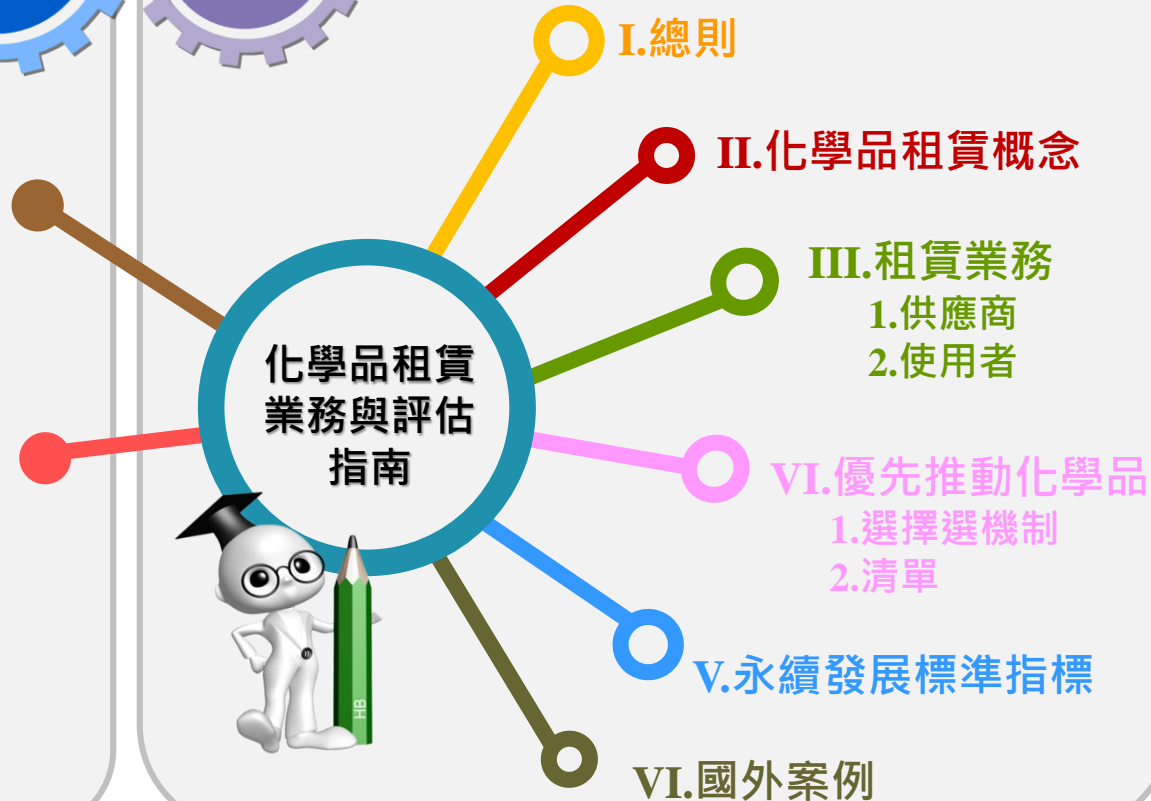 I.總則
II.化學品租賃概念
III.租賃業務
1.供應商
2.使用者
化學品租賃
業務與評估
指南
VI.優先推動化學品
1.選擇選機制
2.清單
V.永續發展標準指標
VI.國外案例
HB